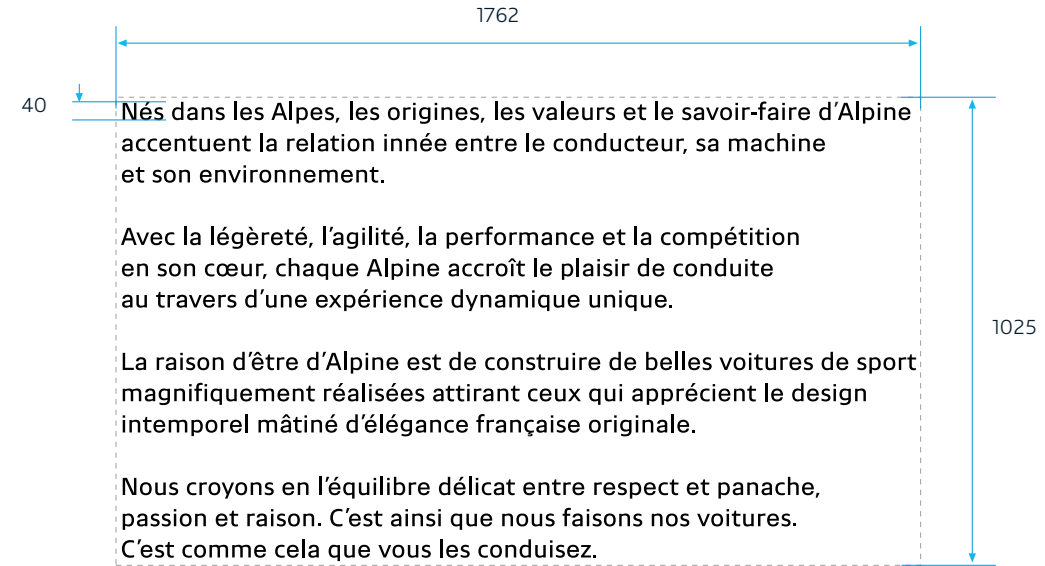 1762
40
Nés dans les Alpes, les origines, les valeurs et le savoir-faire d'Alpine
accentuent la relation innée entre le conducteur, sa machine
et son environnement.
Avec la légèreté, l'agilité, la performance et la compétition
en son cœur, chaque Alpine accroît le plaisir de conduite
au travers d'une expérience dynamique unique.
1025
La raison d'être d'Alpine est de construire de belles voitures de sport
magnifiquement réalisées attirant ceux qui apprécient le design
intemporel mâtiné d'élégance française originale.
Nous croyons en l'équilibre délicat entre respect et panache,
passion et raison. C'est ainsi que nous faisons nos voitures.
C'est comme cela que vous les conduisez.